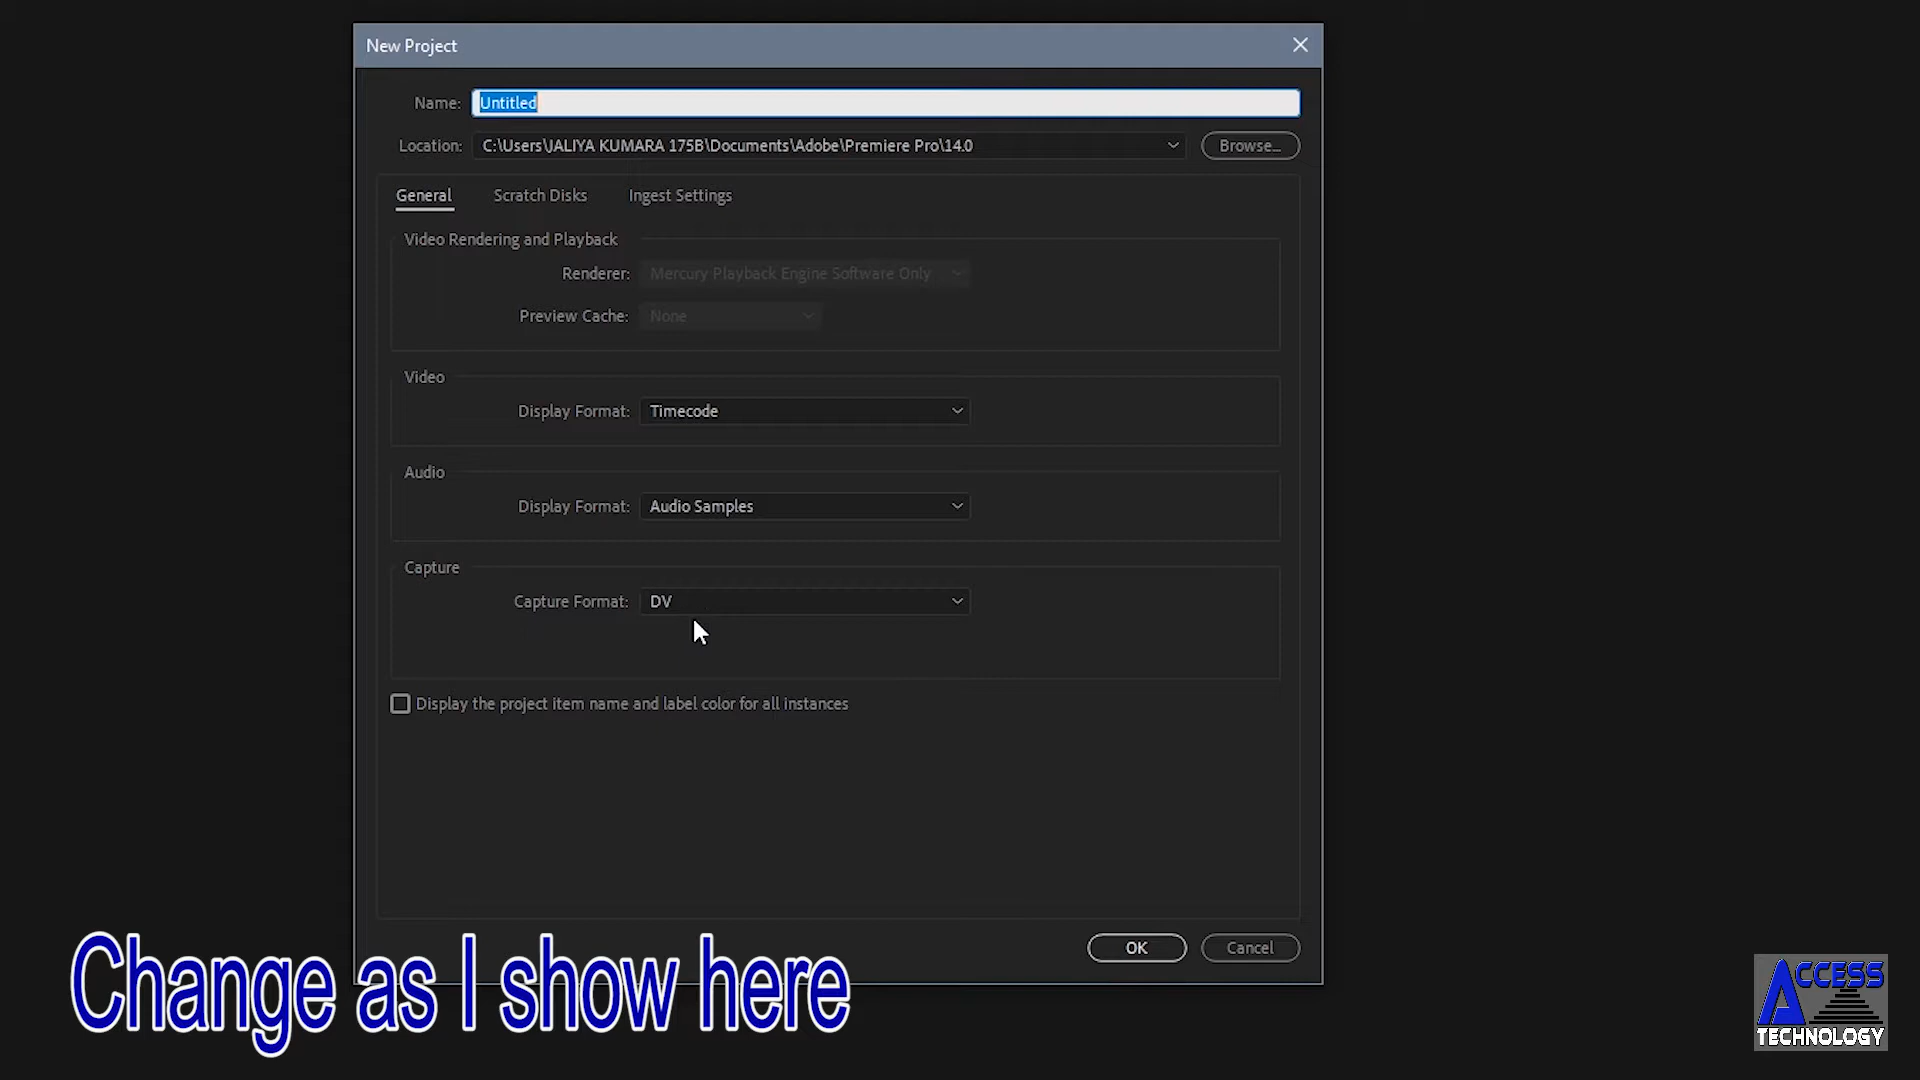 New Project
Name: Untitled
Location: C:\Users\JALIYA KUMARA 175B\Documents\Adobe\Premiere Pro\14.0 Browse...
General Scratch Disks Ingest Settings
Video Rendering and Playback
Renderer: Mercury Playback Engine Software Only
Preview Cache: None
Video
Display Format: Timecode
Audio
Display Format: Audio Samples
Capture
Capture Format: DV
Display the project item name and label color for all instances
OK Cancel
Change as I show here
ACCESS
TECHNOLOGY